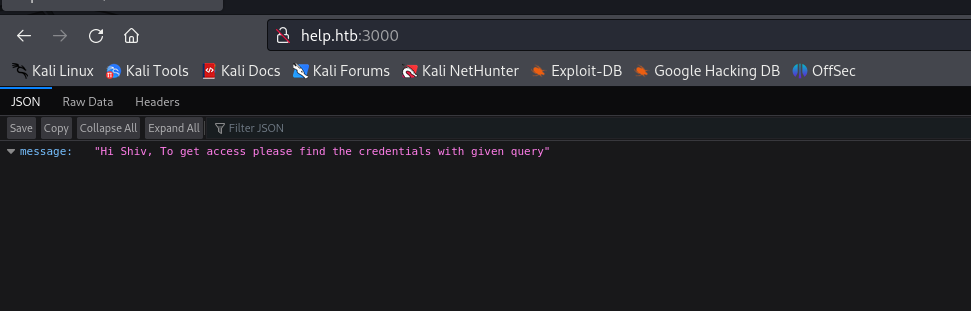 help.htb:3000
Kali Linux Kali Tools Kali Docs Kali Forums Kali NetHunter Exploit-DB Google Hacking DB OffSec
JSON Raw Data Headers
Save Copy Collapse All Expand All Filter JSON
message: "Hi Shiv, To get access please find the credentials with given query"